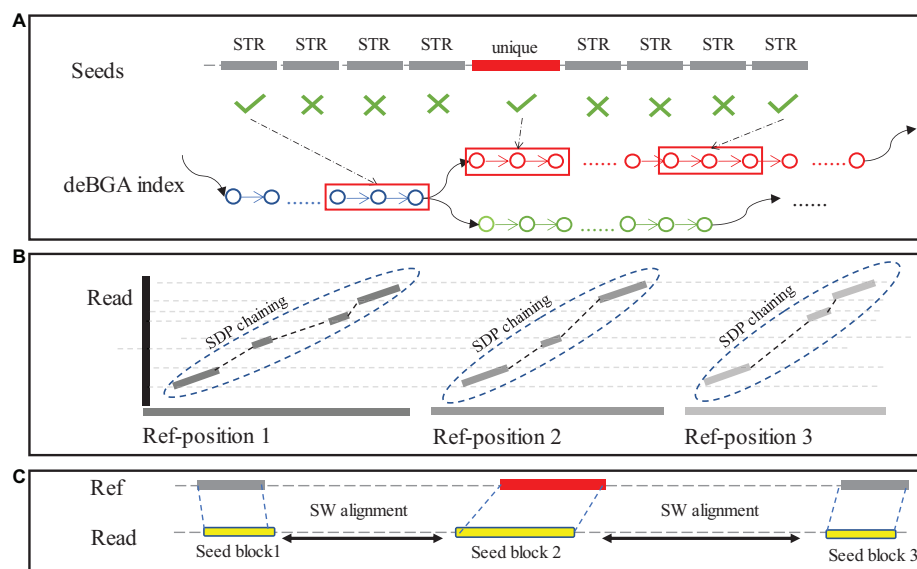 A
STR STR STR STR unique STR STR STR STR
Seeds
deBGA index
......
......
......
......
......
B
Read
SDP chaining
SDP chaining
SDP chaining
Ref-position 1 Ref-position 2 Ref-position 3
C
Ref
SW alignment SW alignment
Read
Seed block1 Seed block 2 Seed block 3